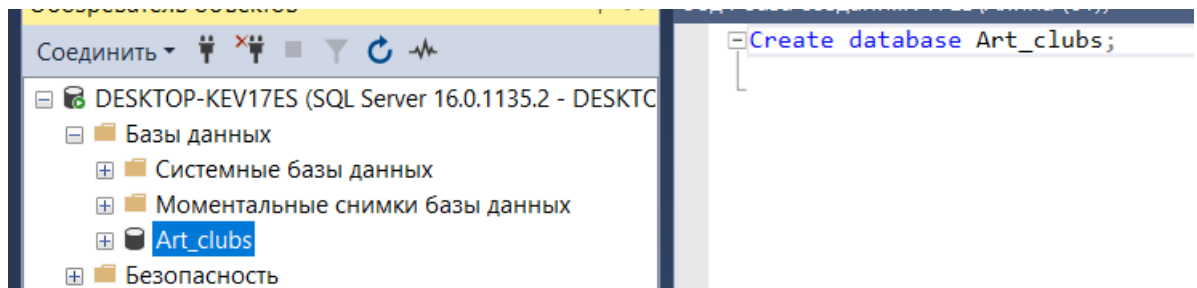 Соединить
DESKTOP-KEV17ES (SQL Server 16.0.1135.2 - DESKTC
Базы данных
Системные базы данных
Моментальные снимки базы данных
Art_clubs
Безопасность
Create database Art_clubs;